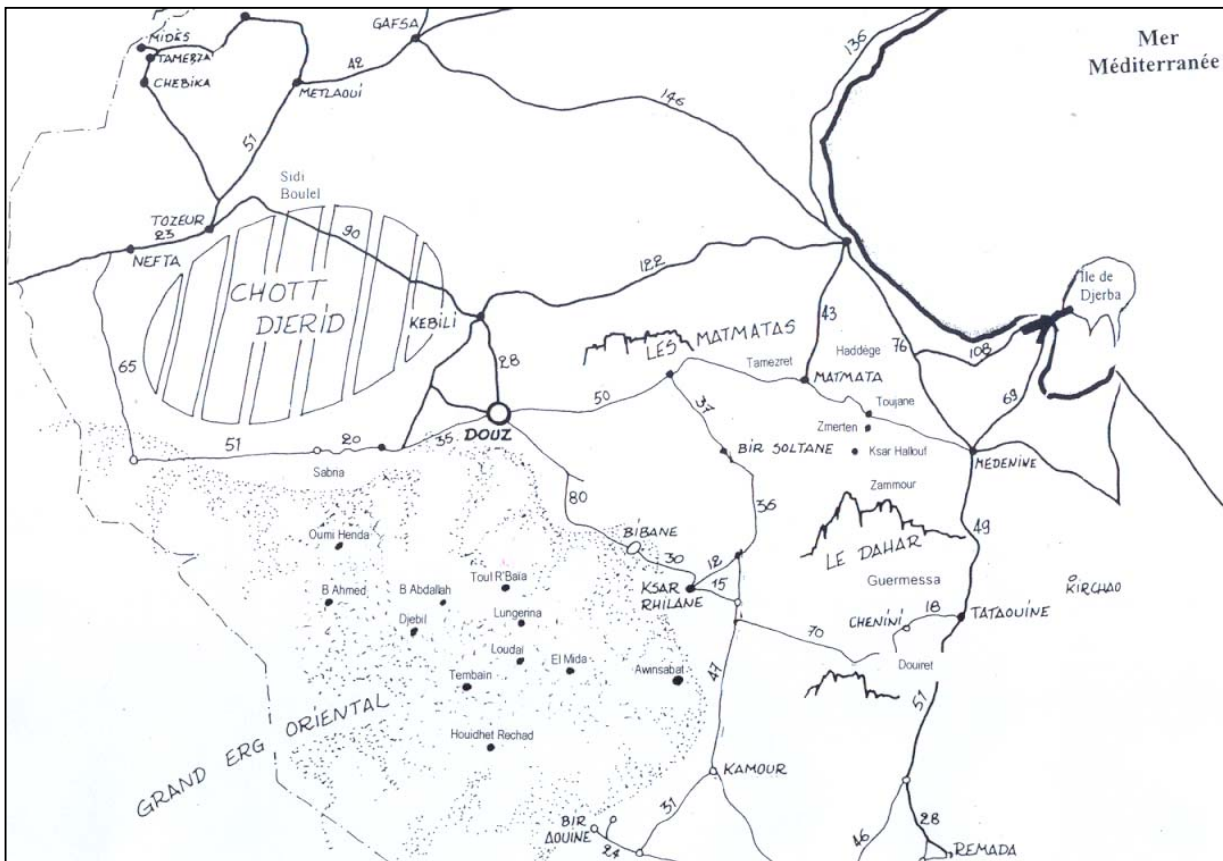 GAFSA
136
Mer
Méditerranée
MIDÈS
TAMERZA
CHEBIKA
42
METLAOUI
146
51
Sidi
Boulel
TOZEUR
23
NEFTA
90
122
CHOTT
DJERID
KEBILI
Île de
Djerba
43
LES MATMATAS
Haddège
76
108
65
28
Tamezret
MATMATA
69
50
37
Toujane
DOUZ
Zmerten
51
20
35
BIR SOLTANE
Ksar Hallouf
MEDENINE
Sabria
Zammour
80
36
49
Oumi Henda
BIBANE
LE DAHAR
30
12
Toul R'Baïa
Guermessa
B Ahmed
B Abdallah
KSAR
RHILANE
15
KIRCHAO
Lungenna
CHENINI
18
TATAOUINE
Djebil
70
Loudai
El Mida
Douiret
Tembain
Awinsabat
47
51
GRAND ERG ORIENTAL
Houidhet Rechad
KAMOUR
31
BIR
AOUINE
24
46
28
REMADA